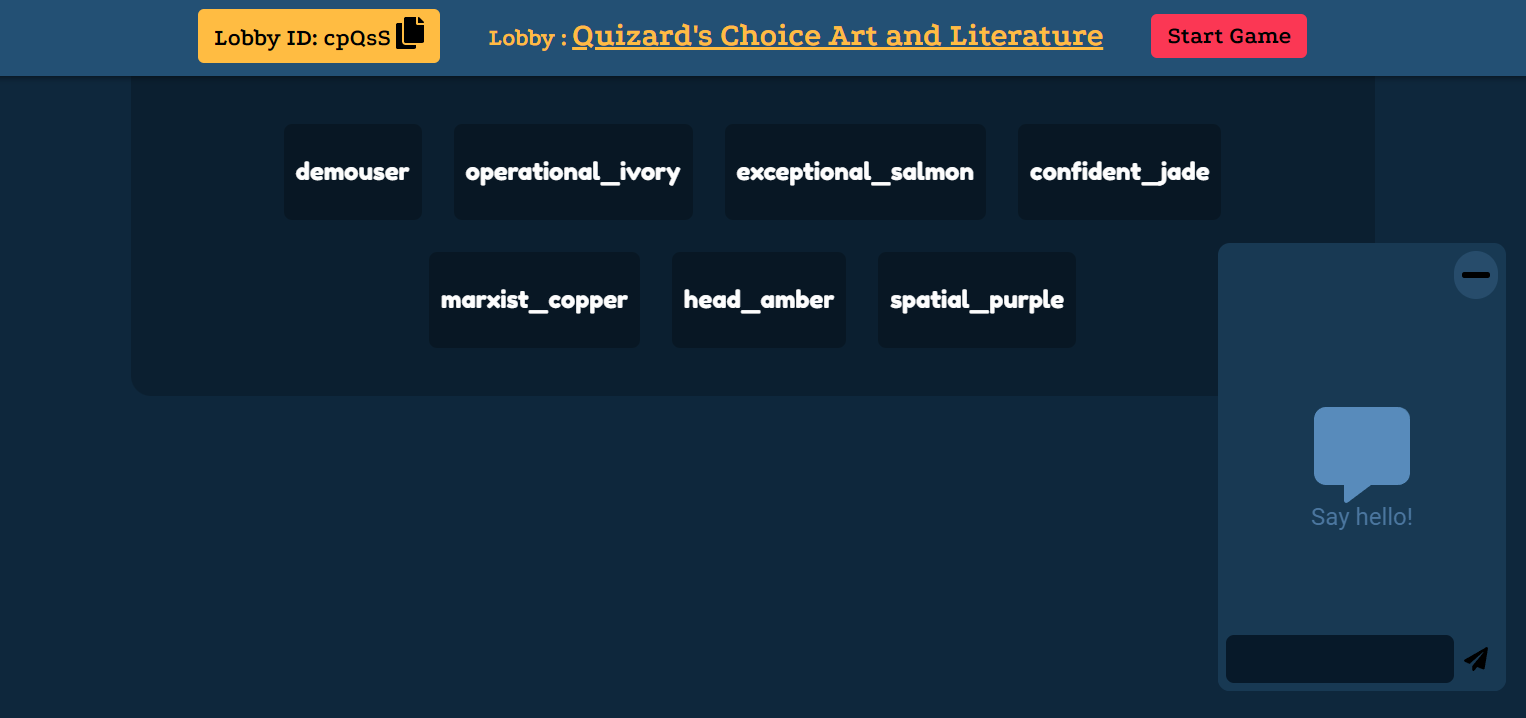 Lobby ID: cpQsS
Lobby : Quizard's Choice Art and Literature
Start Game
demouser
operational_ivory
exceptional_salmon
confident_jade
marxist_copper
head_amber
spatial_purple
Say hello!